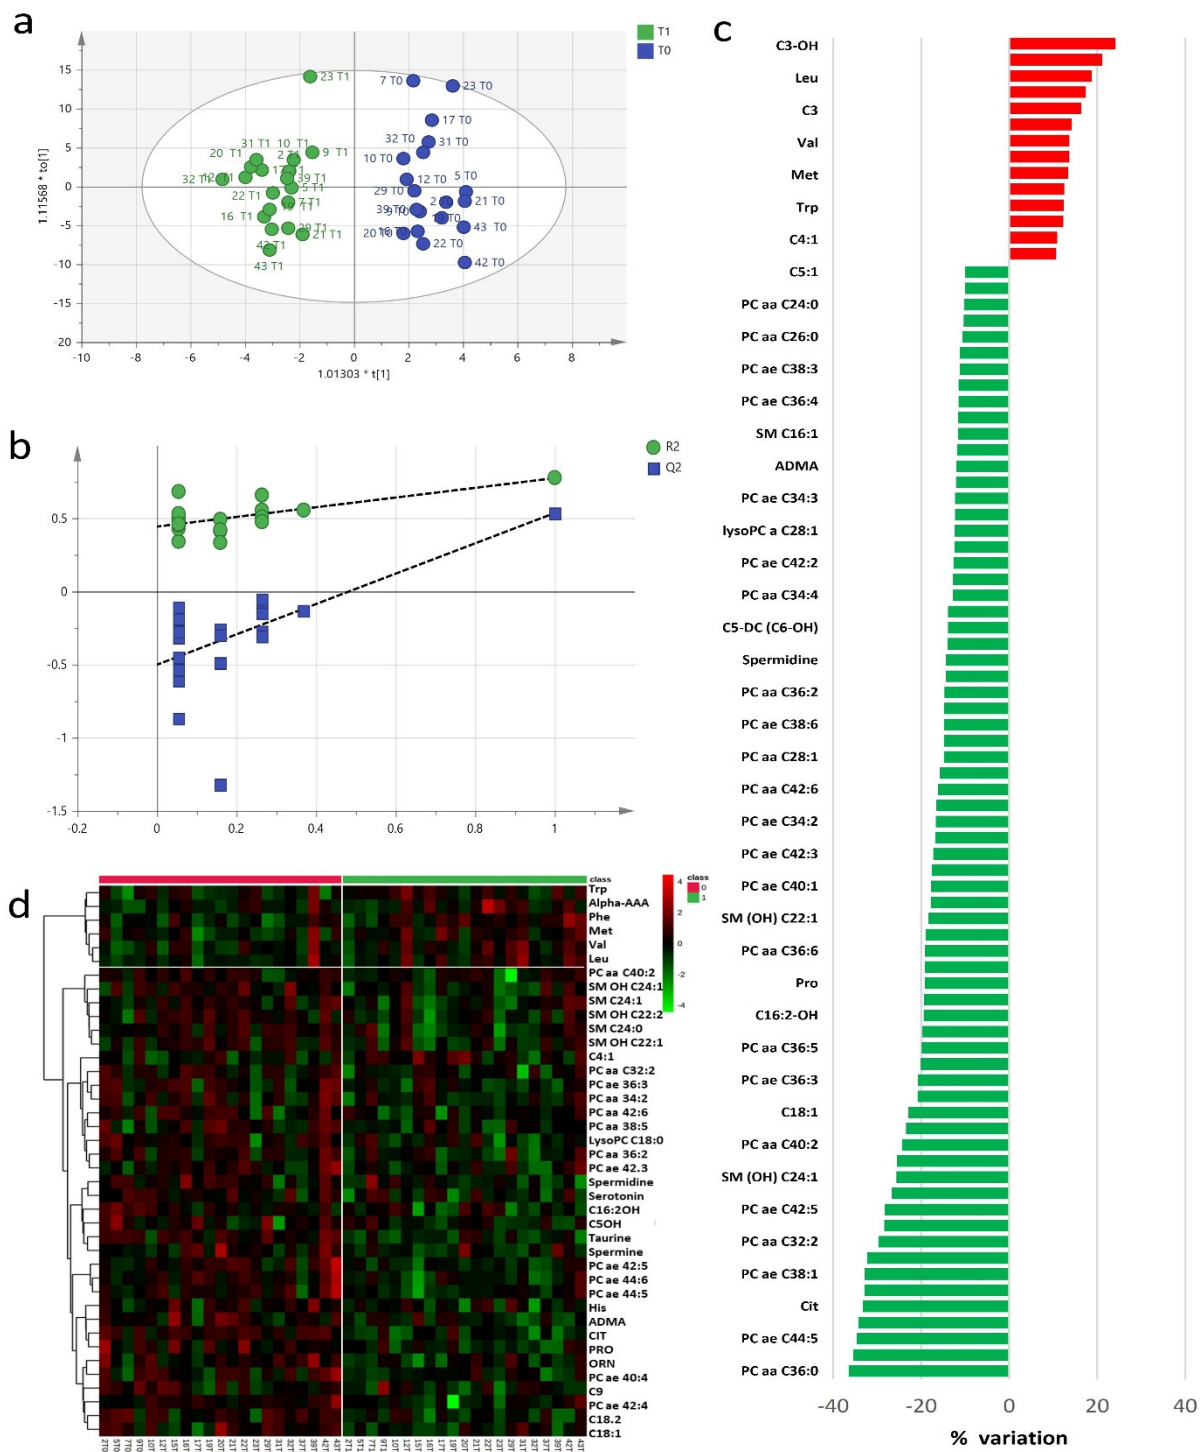 a
T1
T0
15
10
5
0
-5
-10
-15
-20
-10
-8
-6
-4
-2
0
2
4
6
8
10
1.11568 * to[1]
1.01303 * t[1]
23 T1
31 T1
10 T1
9 T1
20 T1
2 T1
32 T1
39 T1
5 T1
22 T1
7 T1
16 T1
21 T1
42 T1
43 T1
7 T0
23 T0
17 T0
32 T0
31 T0
10 T0
12 T0
5 T0
29 T0
2 T0
21 T0
39 T0
43 T0
20 T0
22 T0
42 T0
b
R2
Q2
0.5
0
-0.5
-1
-1.5
-0.2
0
0.2
0.4
0.6
0.8
1
c
C3-OH
Leu
C3
Val
Met
Trp
C4:1
C5:1
PC aa C24:0
PC aa C26:0
PC ae C38:3
PC ae C36:4
SM C16:1
ADMA
PC ae C34:3
lysoPC a C28:1
PC ae C42:2
PC aa C34:4
C5-DC (C6-OH)
Spermidine
PC aa C36:2
PC ae C38:6
PC aa C28:1
PC aa C42:6
PC ae C34:2
PC ae C42:3
PC ae C40:1
SM (OH) C22:1
PC aa C36:6
Pro
C16:2-OH
PC aa C36:5
PC ae C36:3
C18:1
PC aa C40:2
SM (OH) C24:1
PC ae C42:5
PC aa C32:2
PC ae C38:1
Cit
PC ae C44:5
PC aa C36:0
-40
-20
0
20
40
% variation
d
class
Trp
Alpha-AAA
Phe
Met
Val
Leu
PC aa C40:2
SM OH C24:1
SM C24:1
SM OH C22:2
SM C24:0
SM OH C22:1
C4:1
PC aa C32:2
PC ae 36:3
PC aa 34:2
PC aa 42:6
PC aa 38:5
LysoPC C18:0
PC aa 36:2
PC ae 42.3
Spermidine
Serotonin
C16:2OH
C5OH
Taurine
Spermine
PC ae 42:5
PC ae 44:6
PC ae 44:5
His
ADMA
CIT
PRO
ORN
PC ae 40:4
C9
PC ae 42:4
C18.2
C18:1
4
2
0
-2
-4
class
0
1